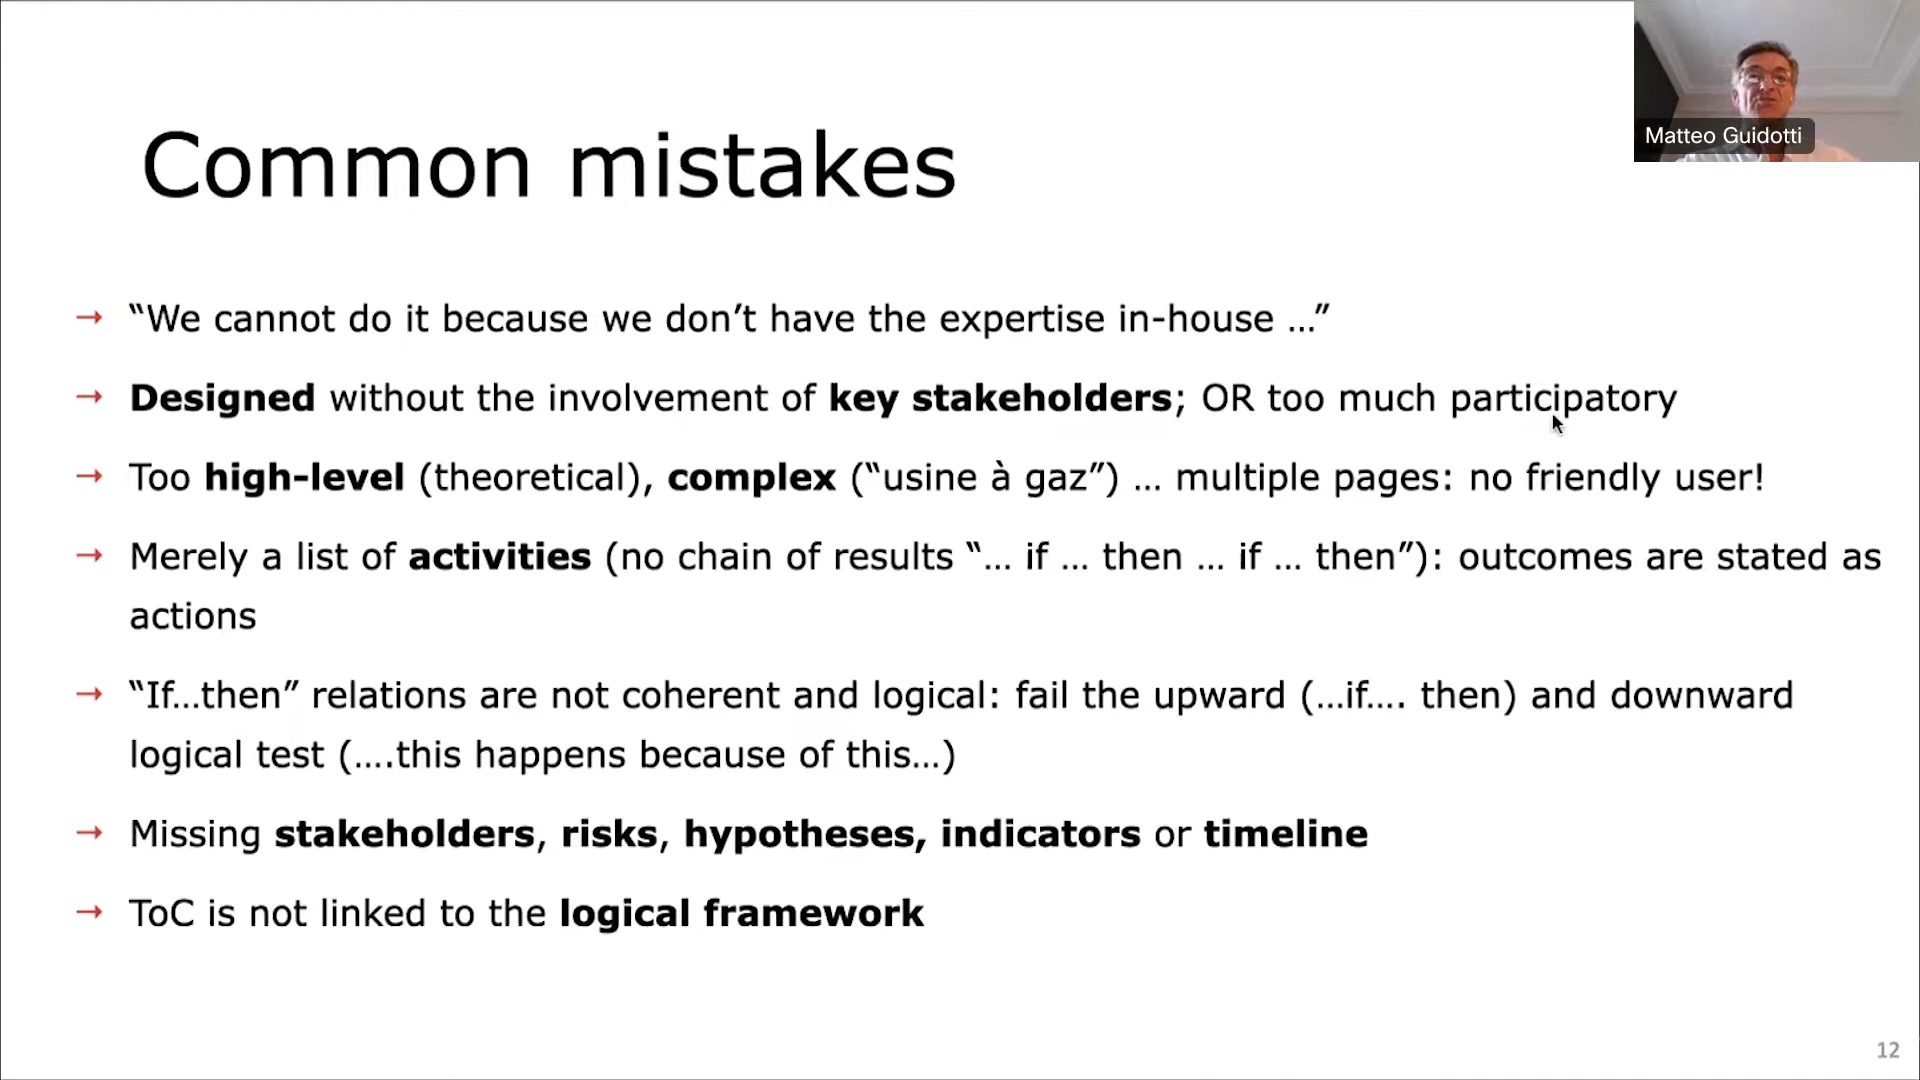 Matteo Guidotti
Common mistakes
→ “We cannot do it because we don’t have the expertise in-house …”
→ Designed without the involvement of key stakeholders; OR too much participatory
→ Too high-level (theoretical), complex (“usine à gaz”) … multiple pages: no friendly user!
→ Merely a list of activities (no chain of results “… if … then … if … then”): outcomes are stated as
actions
→ “If…then” relations are not coherent and logical: fail the upward (…if…. then) and downward
logical test (….this happens because of this…)
→ Missing stakeholders, risks, hypotheses, indicators or timeline
→ ToC is not linked to the logical framework
12